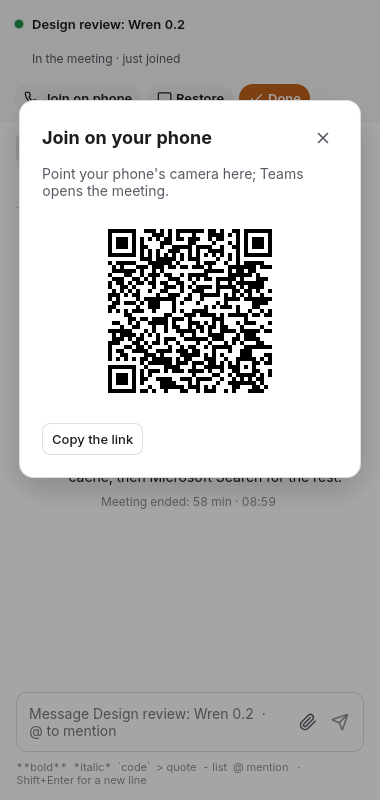 Design review: Wren 0.2
In the meeting · just joined
Join on your phone
Restore
Done
Join on your phone
Point your phone's camera here; Teams
opens the meeting.
Copy the link
cache, then Microsoft Search for the rest.
Meeting ended: 58 min · 08:59
Message Design review: Wren 0.2 ·
@ to mention
**bold** *italic* `code` > quote - list @ mention ·
Shift+Enter for a new line